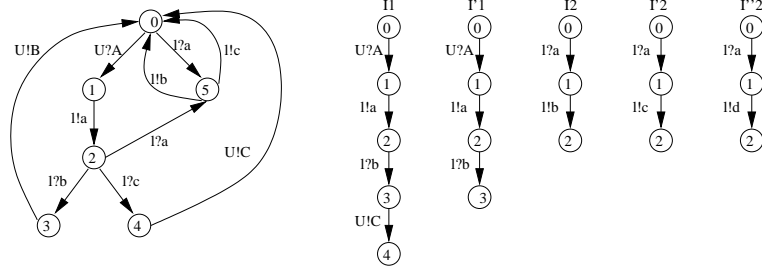 I1 I'1 I2 I'2 I''2
0 0 0 0 0 0
U!B U?A l?a l!c U?A U?A l?a l?a l?a
l!b
1 5 1 1 1 1 1
l!a l!a l!a l!b l!c l!d
2 l?a 2 2 2 2 2
U!C
l?b l?c l?b l?b
3 4 3 3
U!C
4